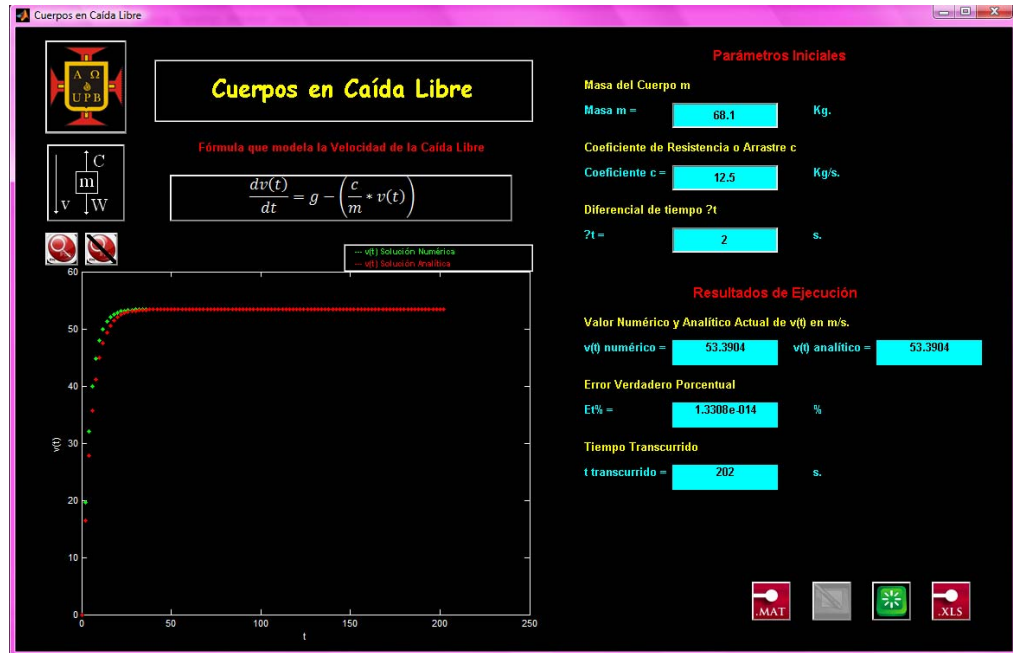 Cuerpos en Caída Libre
A Ω
UPB
Cuerpos en Caída Libre
C
m
v W
Fórmula que modela la Velocidad de la Caída Libre
dv(t)/dt = g − (c/m * v(t))
--- v(t) Solución Numérica
--- v(t) Solución Analítica
60
50
40
30
20
10
0
v(t)
0 50 100 150 200 250
t
Parámetros Iniciales
Masa del Cuerpo m
Masa m = 68.1 Kg.
Coeficiente de Resistencia o Arrastre c
Coeficiente c = 12.5 Kg/s.
Diferencial de tiempo ?t
?t = 2 s.
Resultados de Ejecución
Valor Numérico y Analítico Actual de v(t) en m/s.
v(t) numérico = 53.3904 v(t) analítico = 53.3904
Error Verdadero Porcentual
Et% = 1.3308e-014 %
Tiempo Transcurrido
t transcurrido = 202 s.
.MAT .XLS